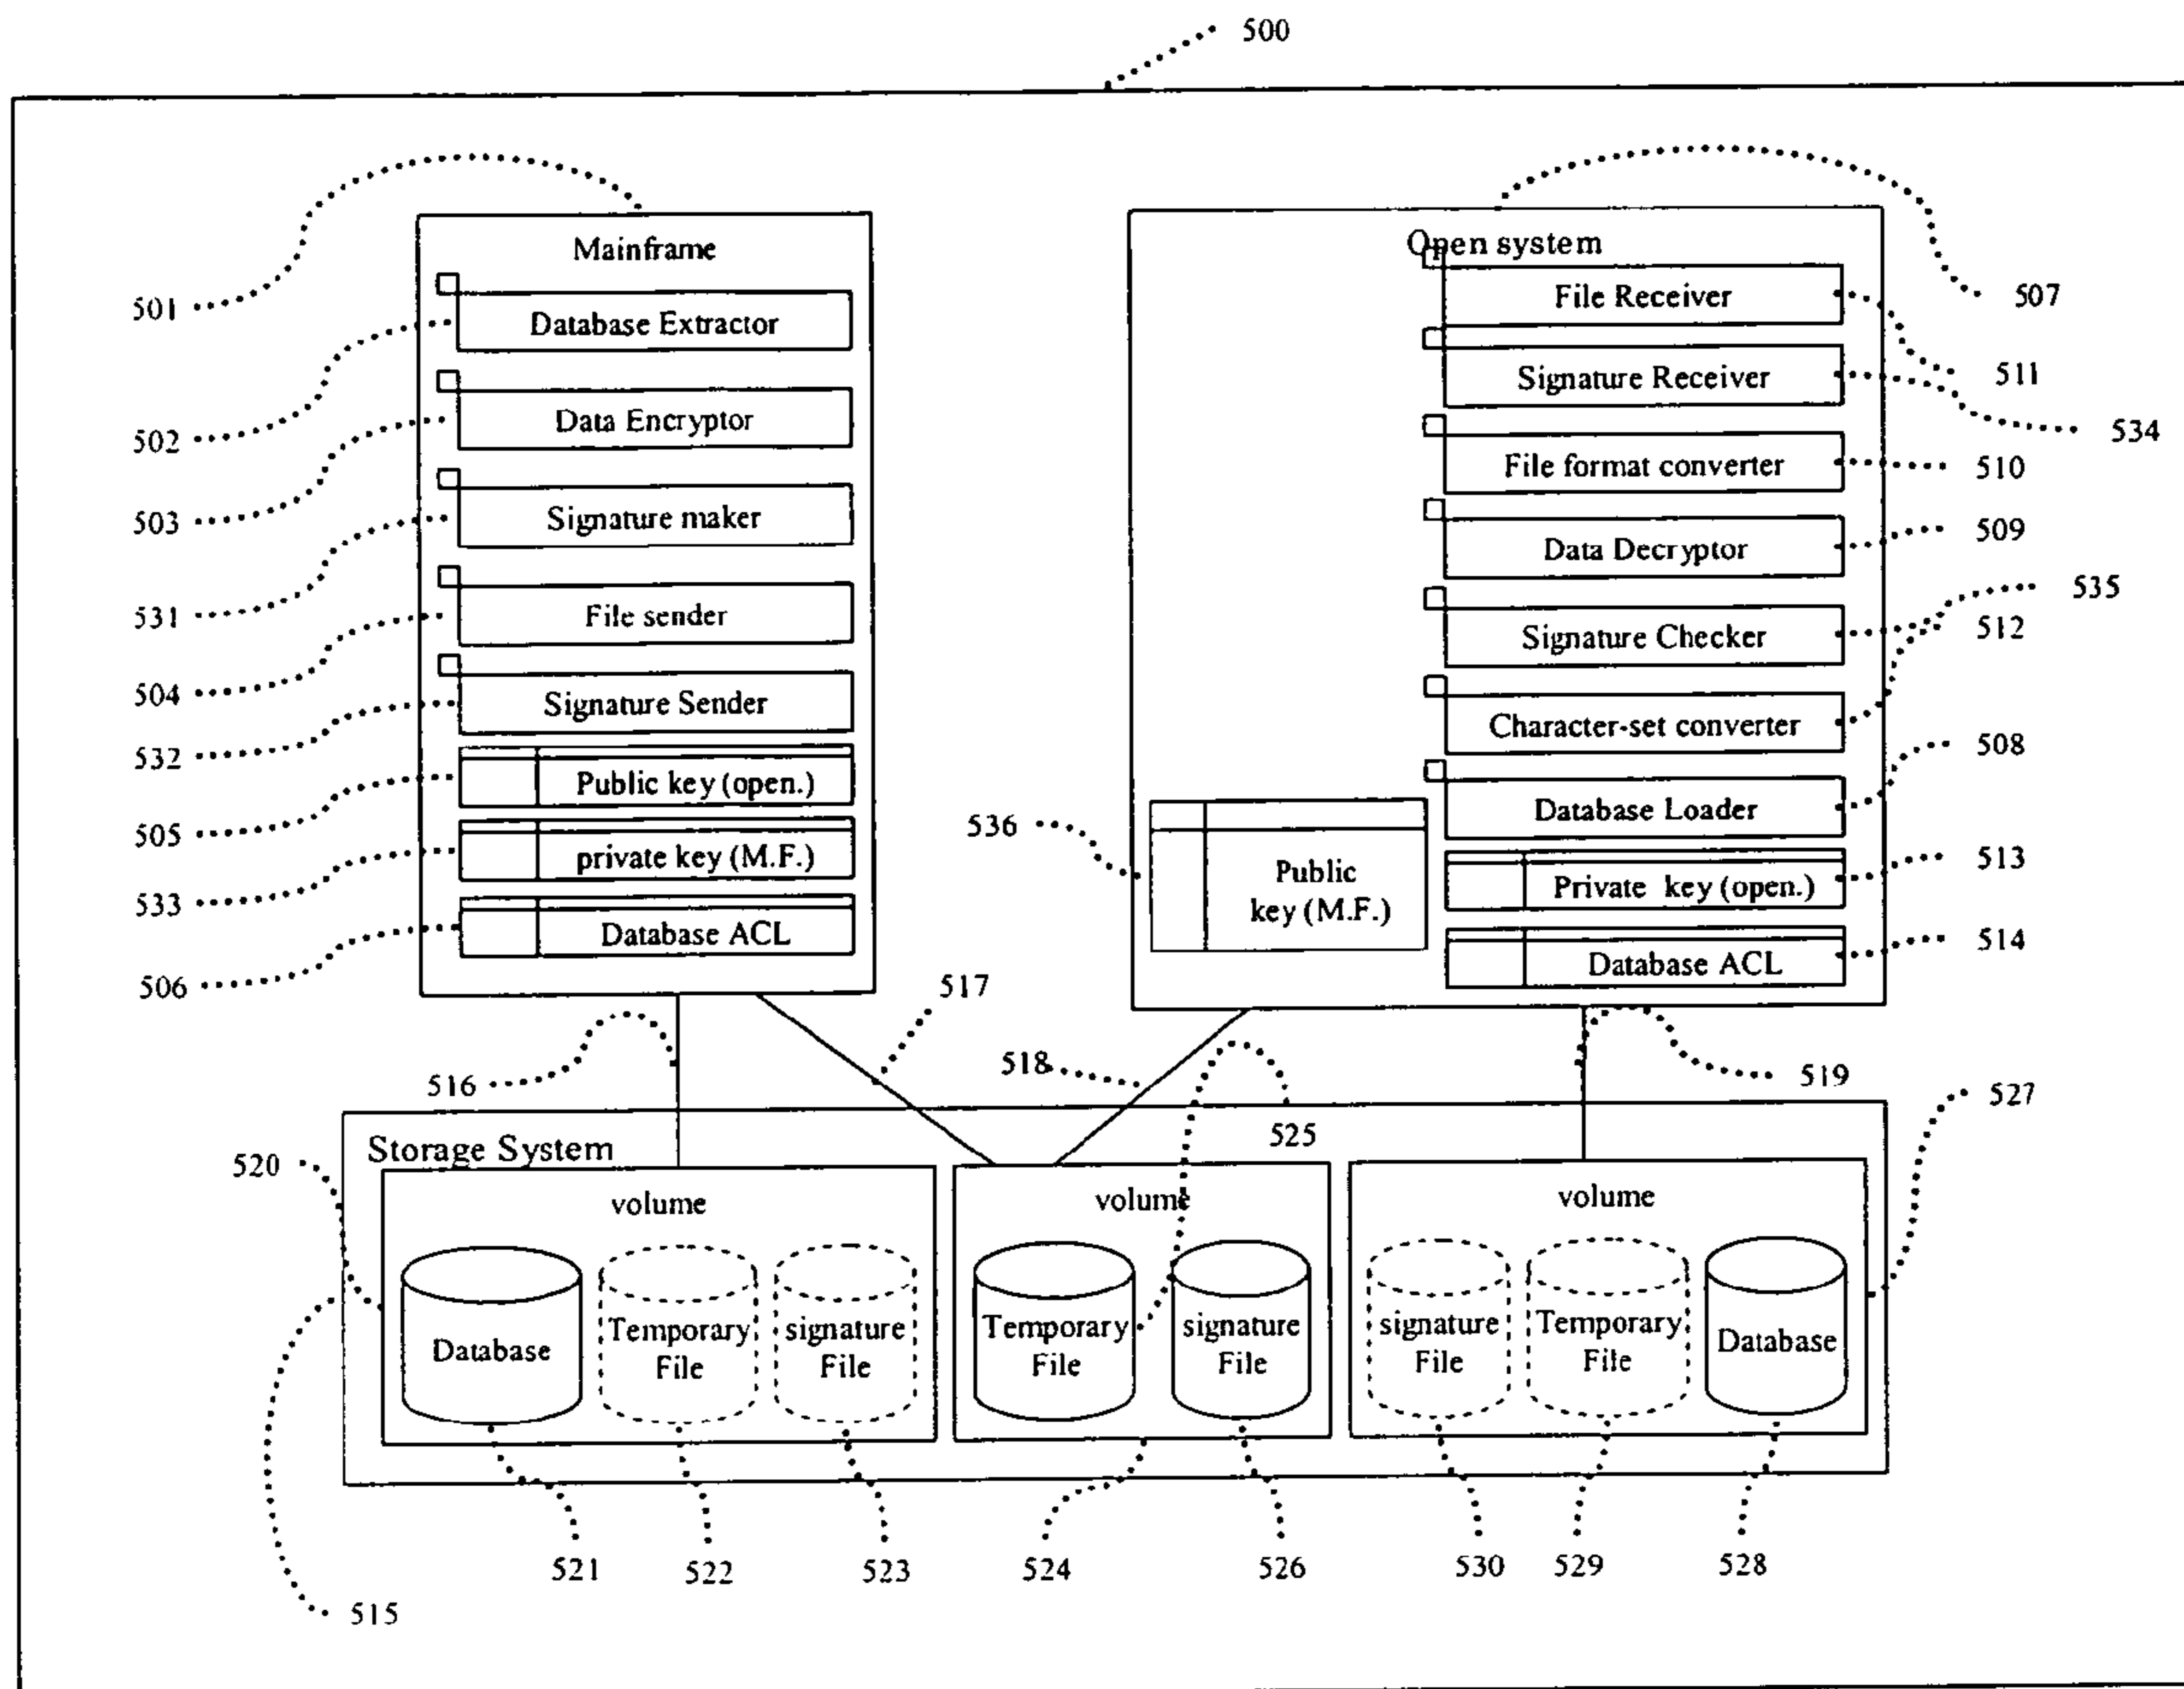 500
Mainframe
Database Extractor
Data Encryptor
Signature maker
File sender
Signature Sender
Public key (open.)
private key (M.F.)
Database ACL
501
502
503
531
504
532
505
533
506
Open system
File Receiver
Signature Receiver
File format converter
Data Decryptor
Signature Checker
Character-set converter
Database Loader
Private key (open.)
Database ACL
Public
key (M.F.)
536
507
511
534
510
509
535
512
508
513
514
516
517
518
525
519
527
520
515
Storage System
volume
Database
Temporary
File
signature
File
volume
Temporary
File
signature
File
volume
signature
File
Temporary
File
Database
521
522
523
524
526
530
529
528